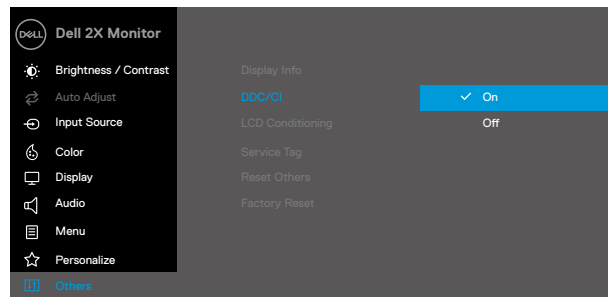 DELL
Dell 2X Monitor
Brightness / Contrast
Auto Adjust
Input Source
Color
Display
Audio
Menu
Personalize
Others
Display Info
DDC/CI
LCD Conditioning
Service Tag
Reset Others
Factory Reset
On
Off